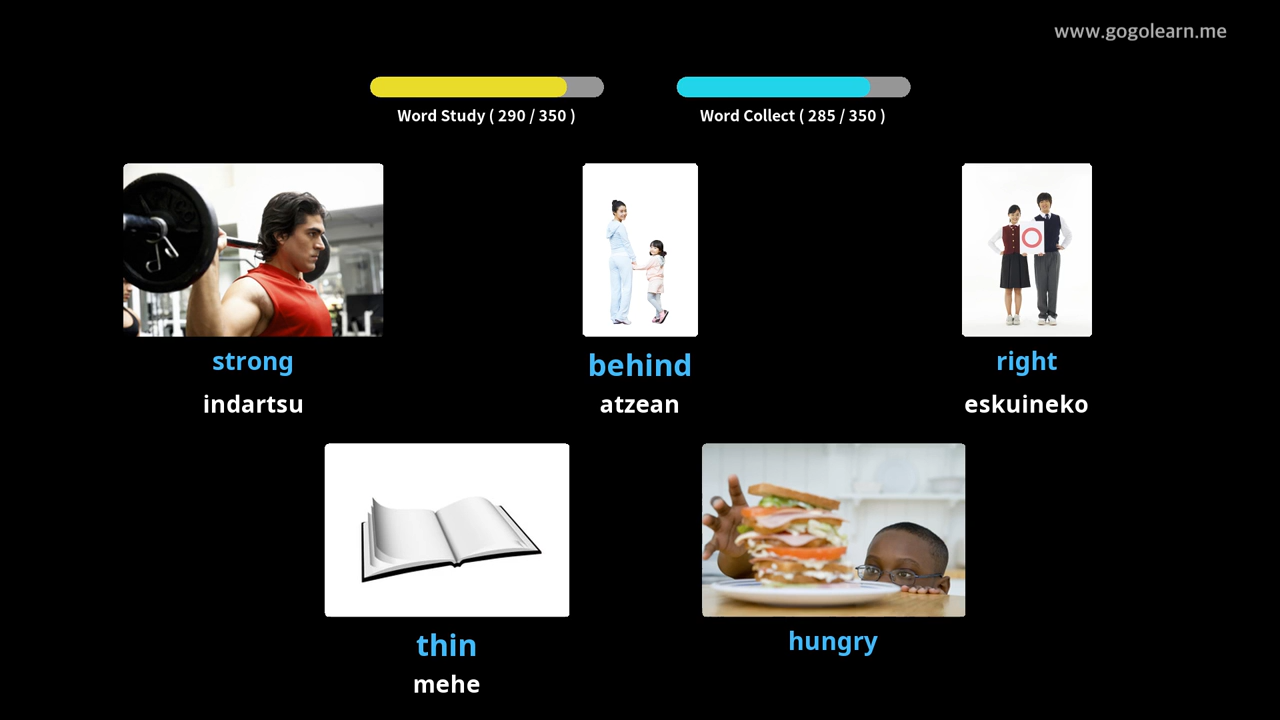 www.gogolearn.me
Word Study ( 290 / 350 )
Word Collect ( 285 / 350 )
strong
indartsu
behind
atzean
right
eskuineko
thin
mehe
hungry